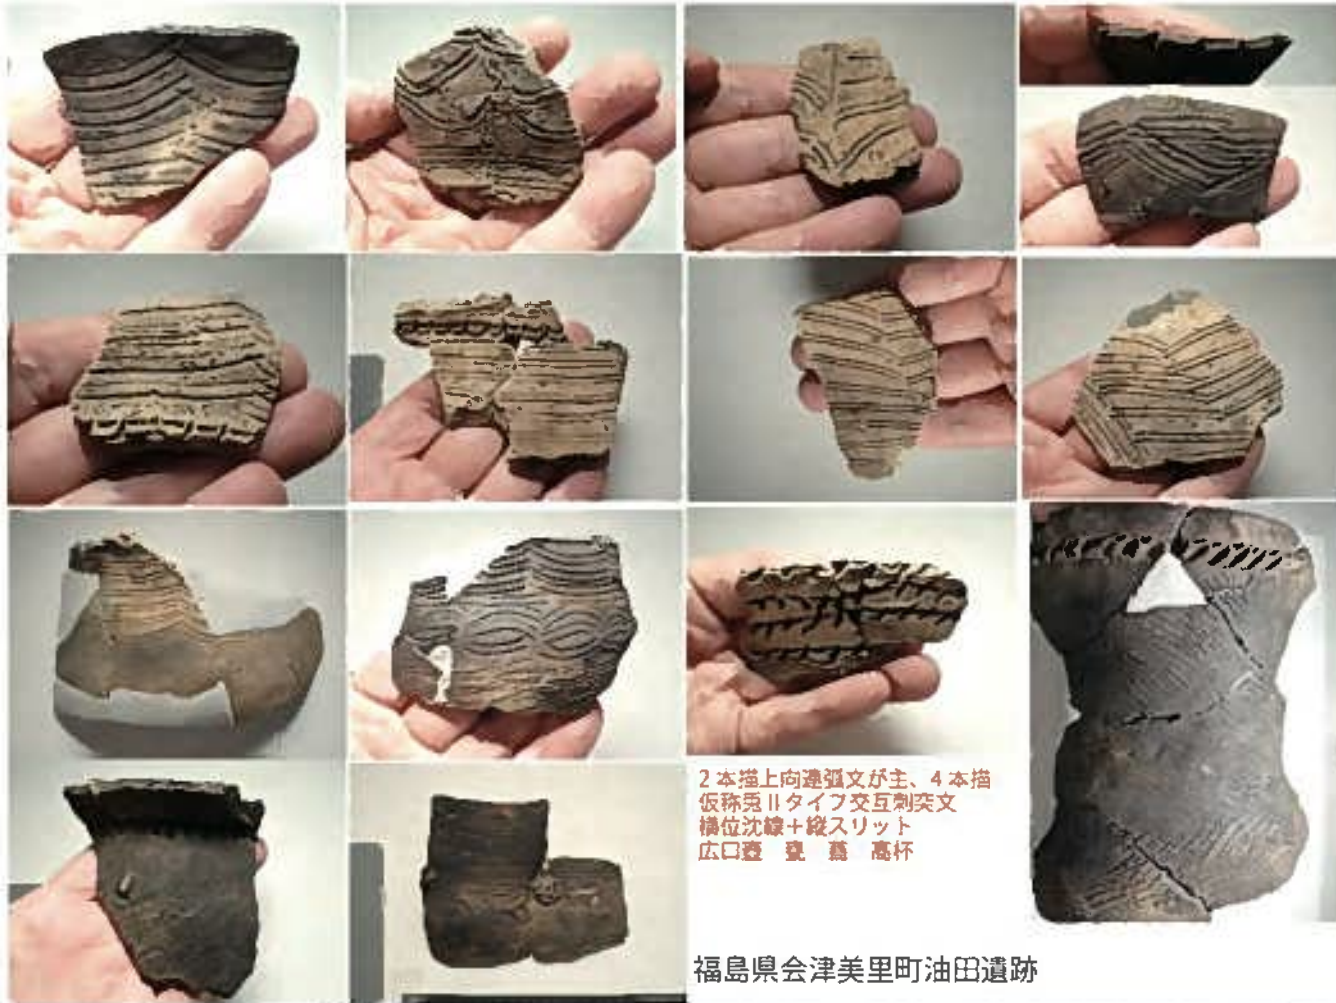 2本描上向連弧文が主、4本描
仮称兎Ⅱタイプ交互刺突文
横位沈線+縦スリット
広口壺 甕 蓋 高杯
福島県会津美里町油田遺跡